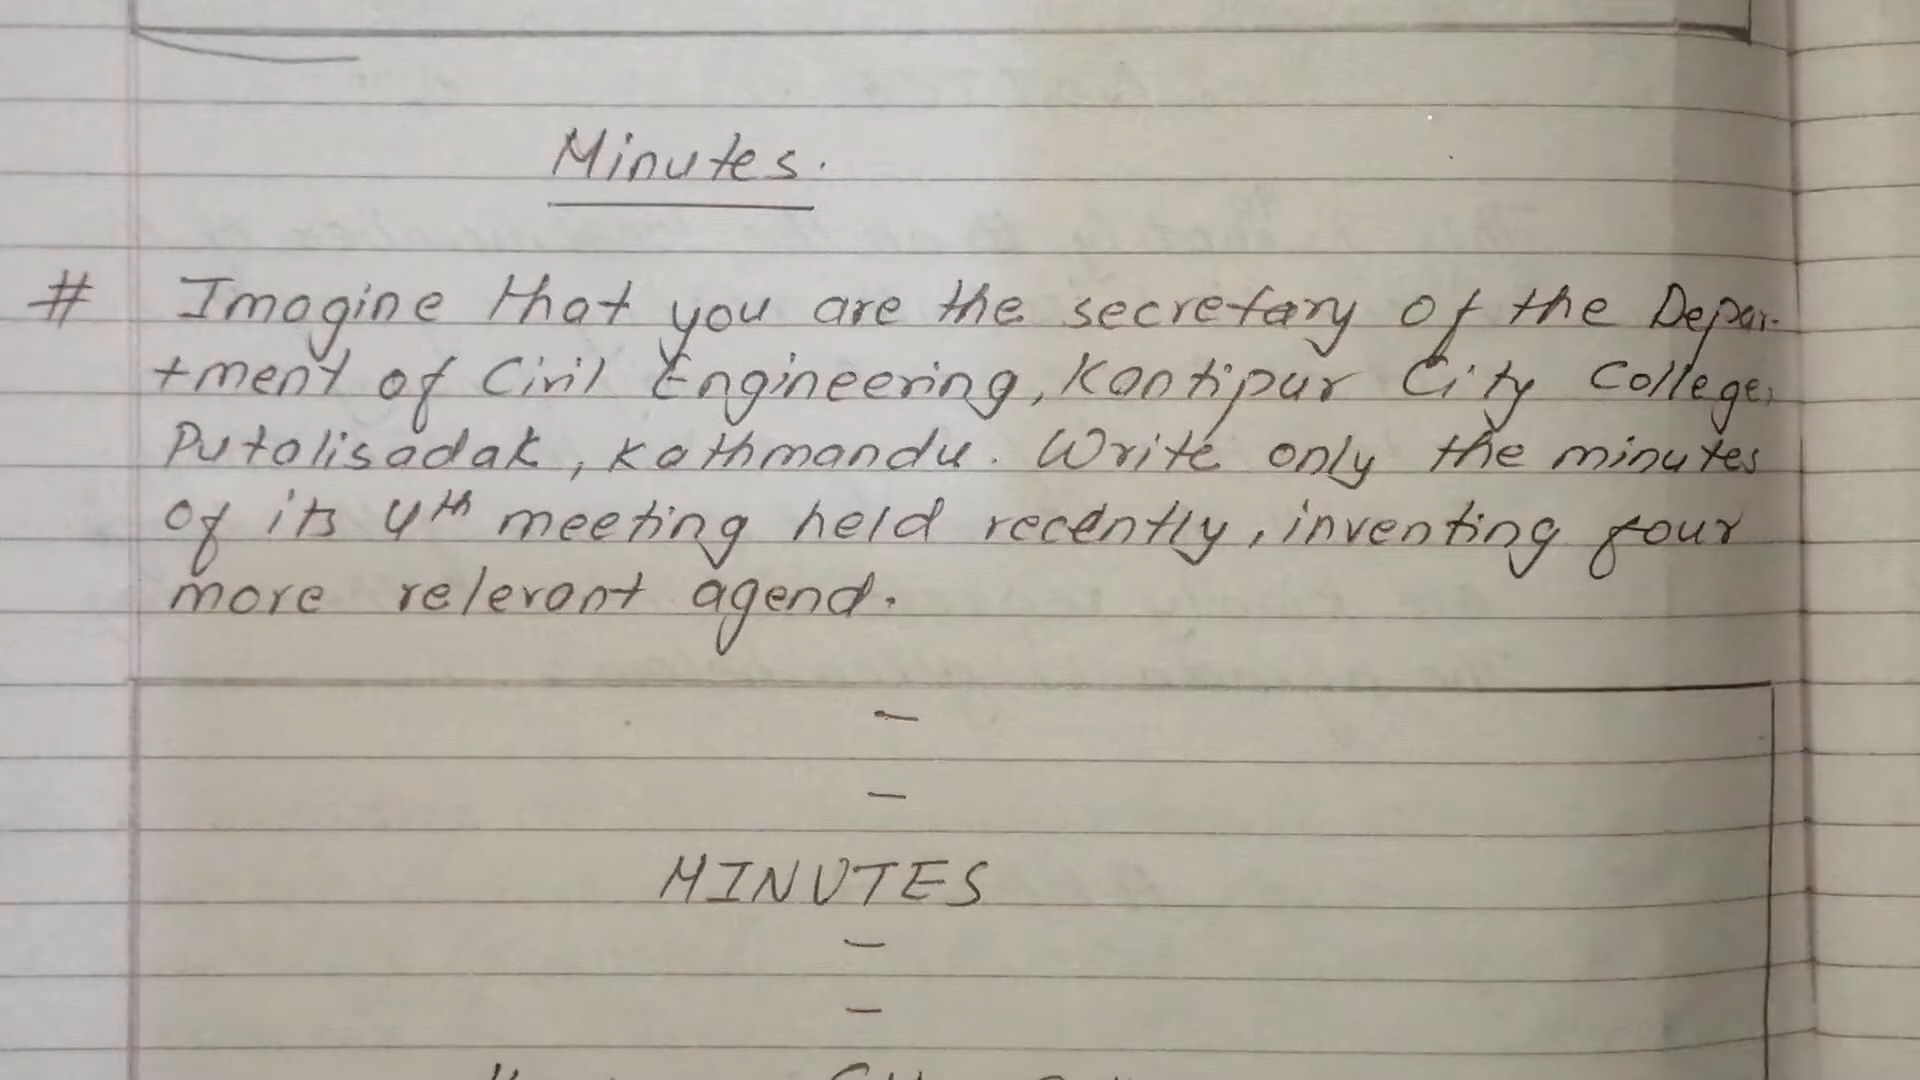 Minutes.
# Imagine that you are the secretary of the Depar-
tment of Civil Engineering, Kantipur City College,
Putalisadak, Kathmandu. Write only the minutes
of its 4th meeting held recently, inventing four
more relevant agend.
MINUTES